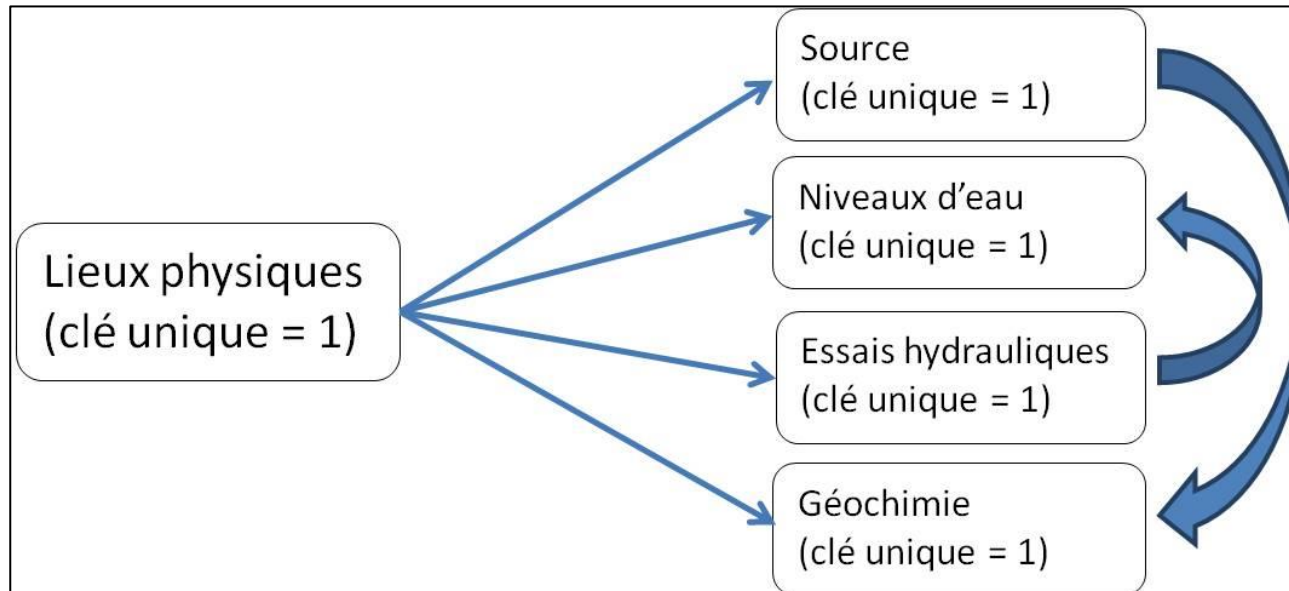 Lieux physiques
(clé unique = 1)
Source
(clé unique = 1)
Niveaux d’eau
(clé unique = 1)
Essais hydrauliques
(clé unique = 1)
Géochimie
(clé unique = 1)